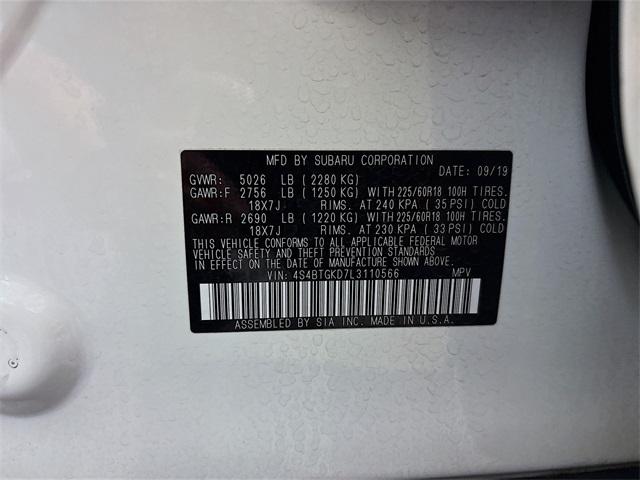 MFD BY SUBARU CORPORATION
DATE: 09/19
GVWR: 5026 LB ( 2280 KG)
GAWR:F 2756 LB ( 1250 KG) WITH 225/60R18 100H TIRES.
18X7J RIMS. AT 240 KPA ( 35 PSI) COLD
GAWR:R 2690 LB ( 1220 KG) WITH 225/60R18 100H TIRES.
18X7J RIMS. AT 230 KPA ( 33 PSI) COLD
THIS VEHICLE CONFORMS TO ALL APPLICABLE FEDERAL MOTOR
VEHICLE SAFETY AND THEFT PREVENTION STANDARDS
IN EFFECT ON THE DATE OF MANUFACTURE SHOWN ABOVE.
VIN: 4S4BTGKD7L3110566 MPV
ASSEMBLED BY SIA INC. MADE IN U.S.A.